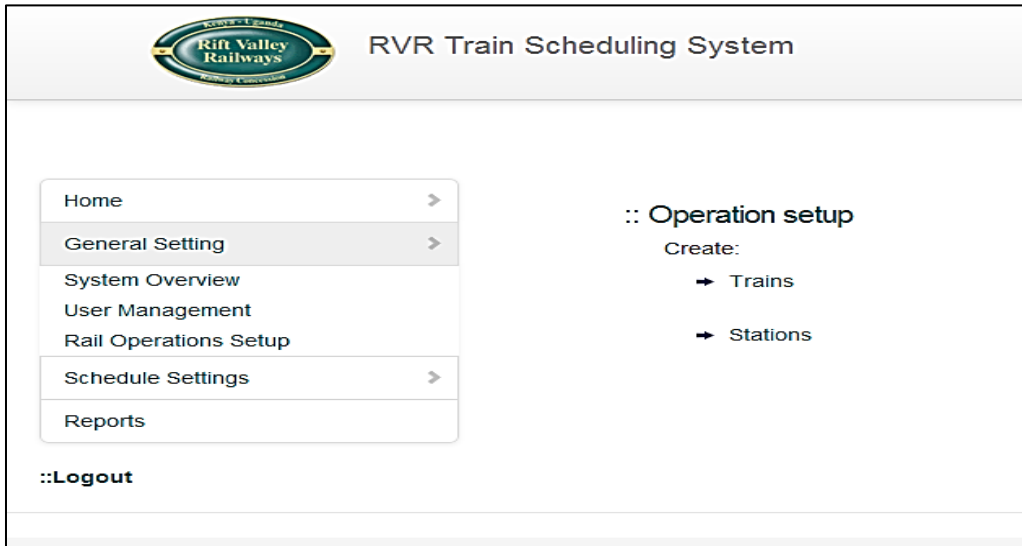 Kenya - Uganda
Rift Valley
Railways
Railway Concession
RVR Train Scheduling System
Home
General Setting
System Overview
User Management
Rail Operations Setup
Schedule Settings
Reports
::Logout
:: Operation setup
Create:
Trains
Stations